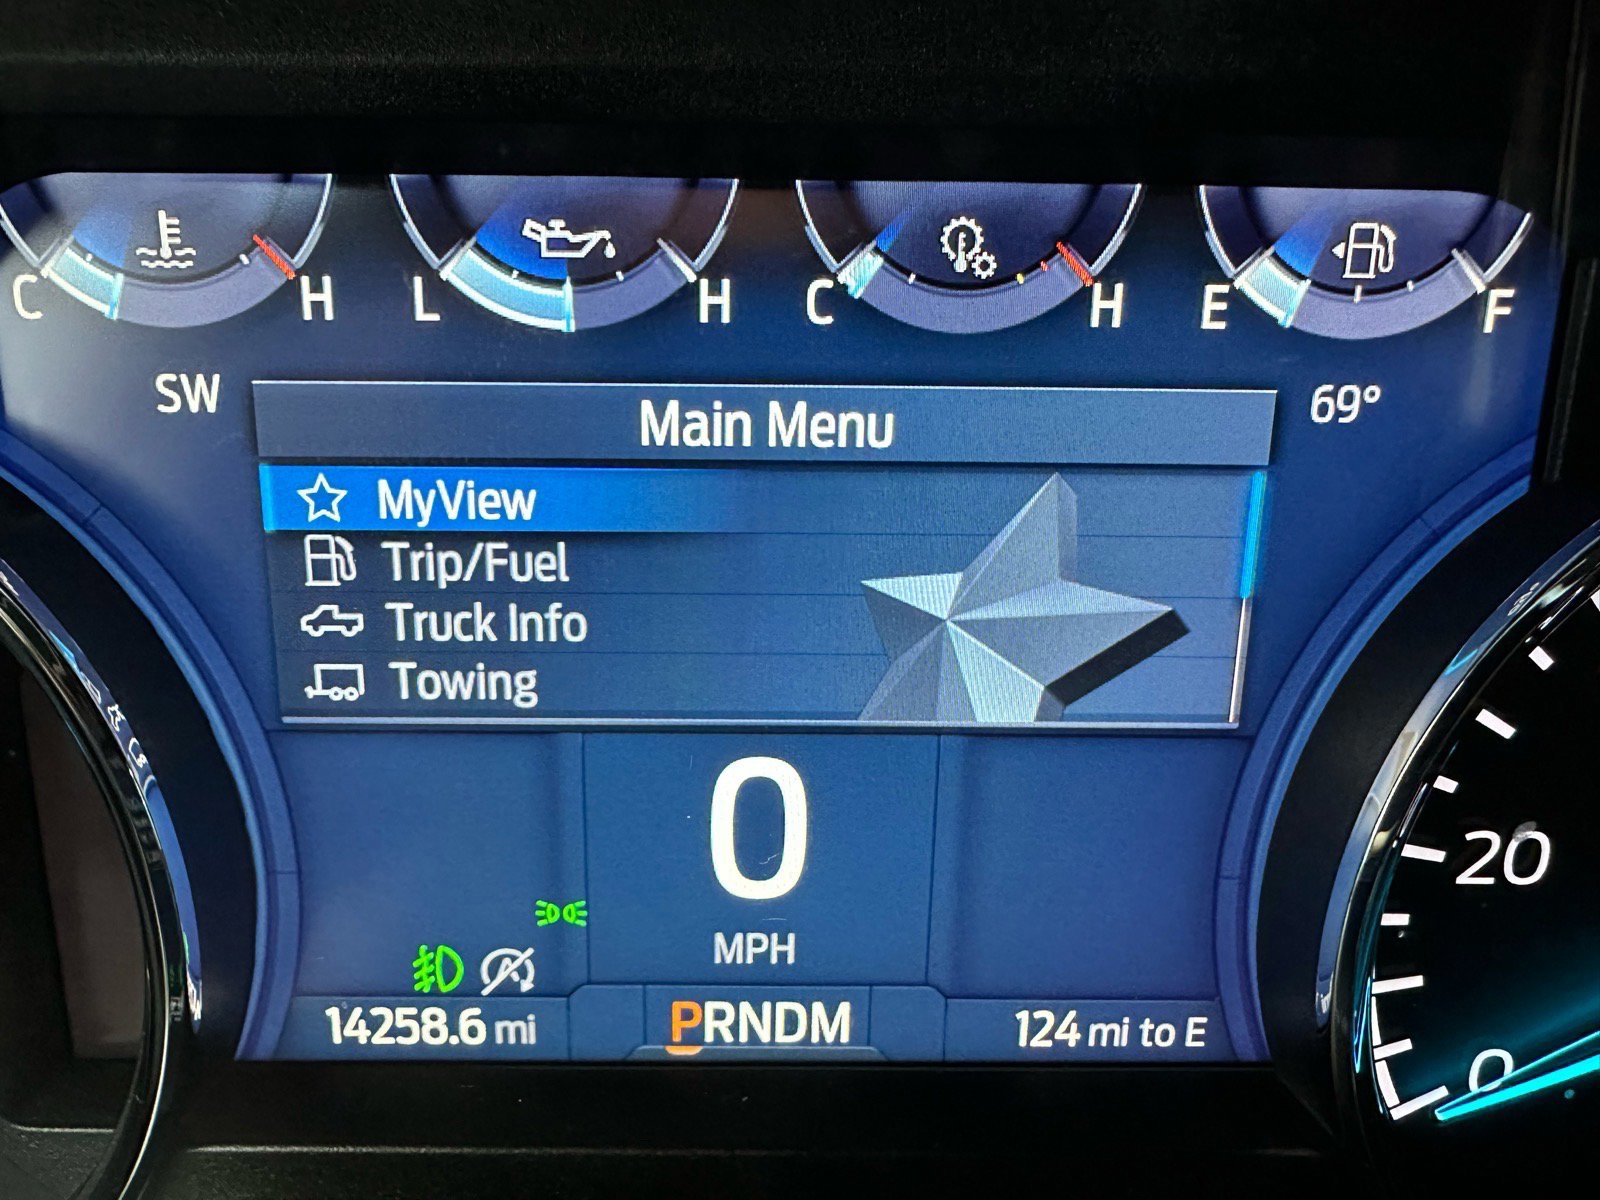 C H L H C H E F
SW
69°
Main Menu
MyView
Trip/Fuel
Truck Info
Towing
0
MPH
20
0
14258.6 mi
PRNDM
124 mi to E